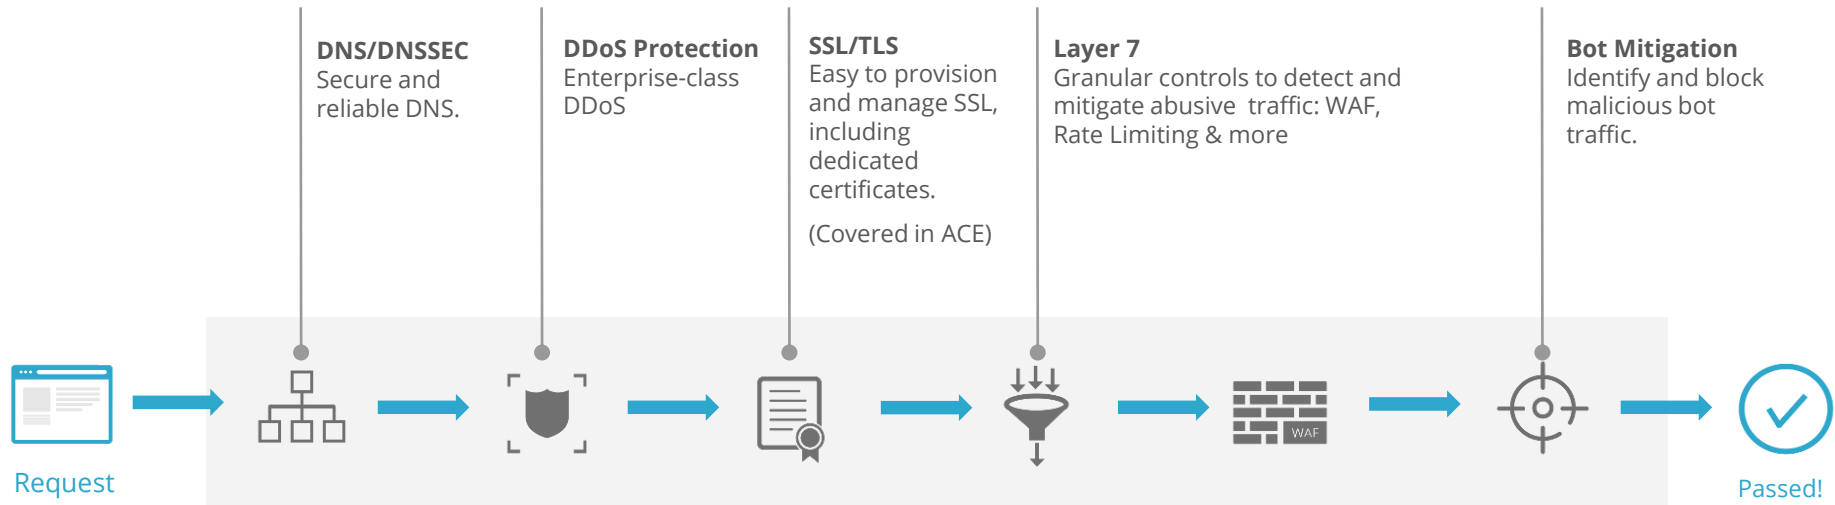 DNS/DNSSEC
Secure and
reliable DNS.
DDoS Protection
Enterprise-class
DDoS
SSL/TLS
Easy to provision
and manage SSL,
including
dedicated
certificates.
(Covered in ACE)
Layer 7
Granular controls to detect and
mitigate abusive  traffic: WAF,
Rate Limiting & more
Bot Mitigation
Identify and block
malicious bot
traffic.
WAF
Request
Passed!